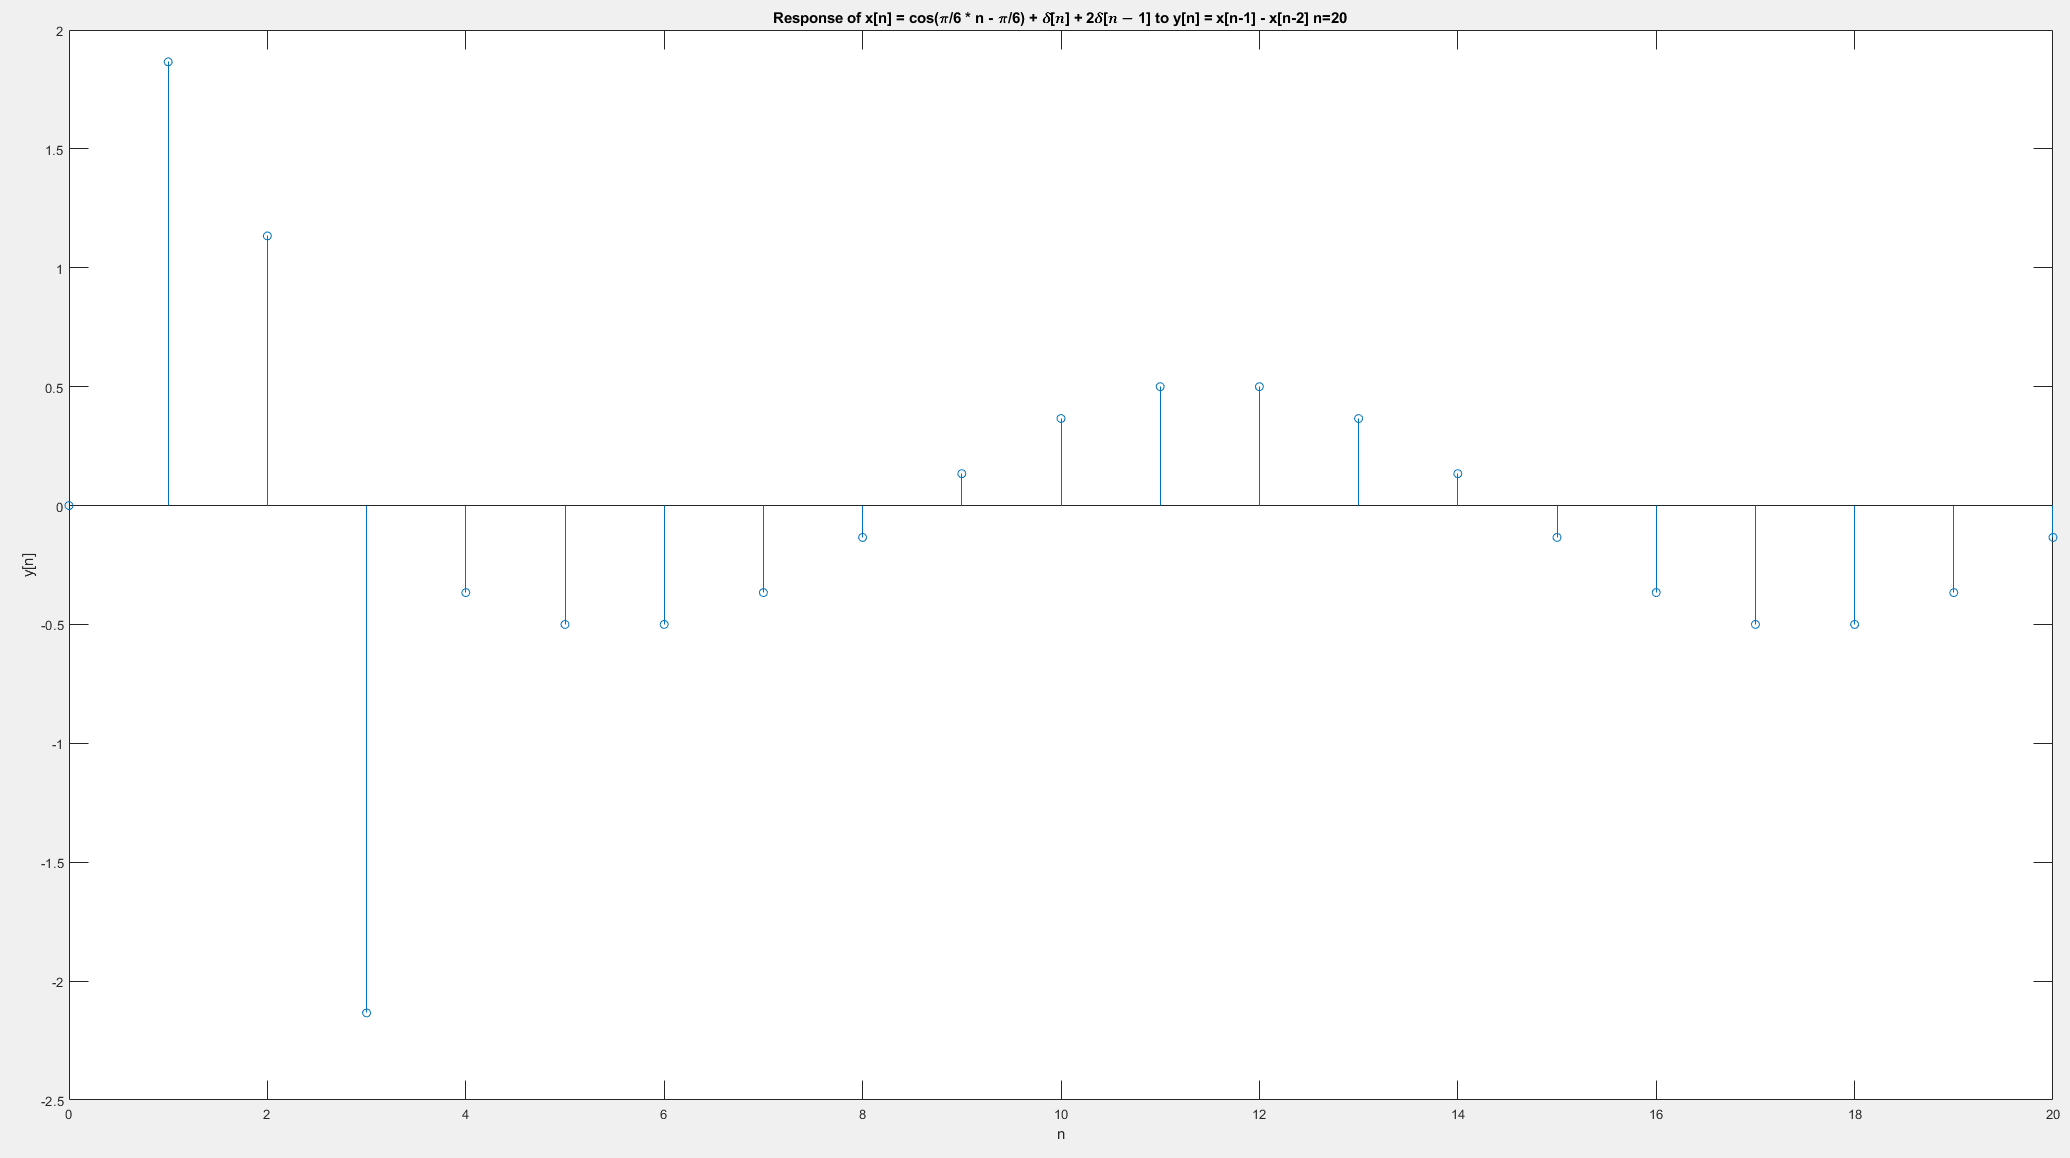 Response of x[n] = cos(π/6 * n - π/6) + δ[n] + 2δ[n − 1] to y[n] = x[n-1] - x[n-2] n=20
2
1.5
1
0.5
0
-0.5
-1
-1.5
-2
-2.5
y[n]
0 2 4 6 8 10 12 14 16 18 20
n